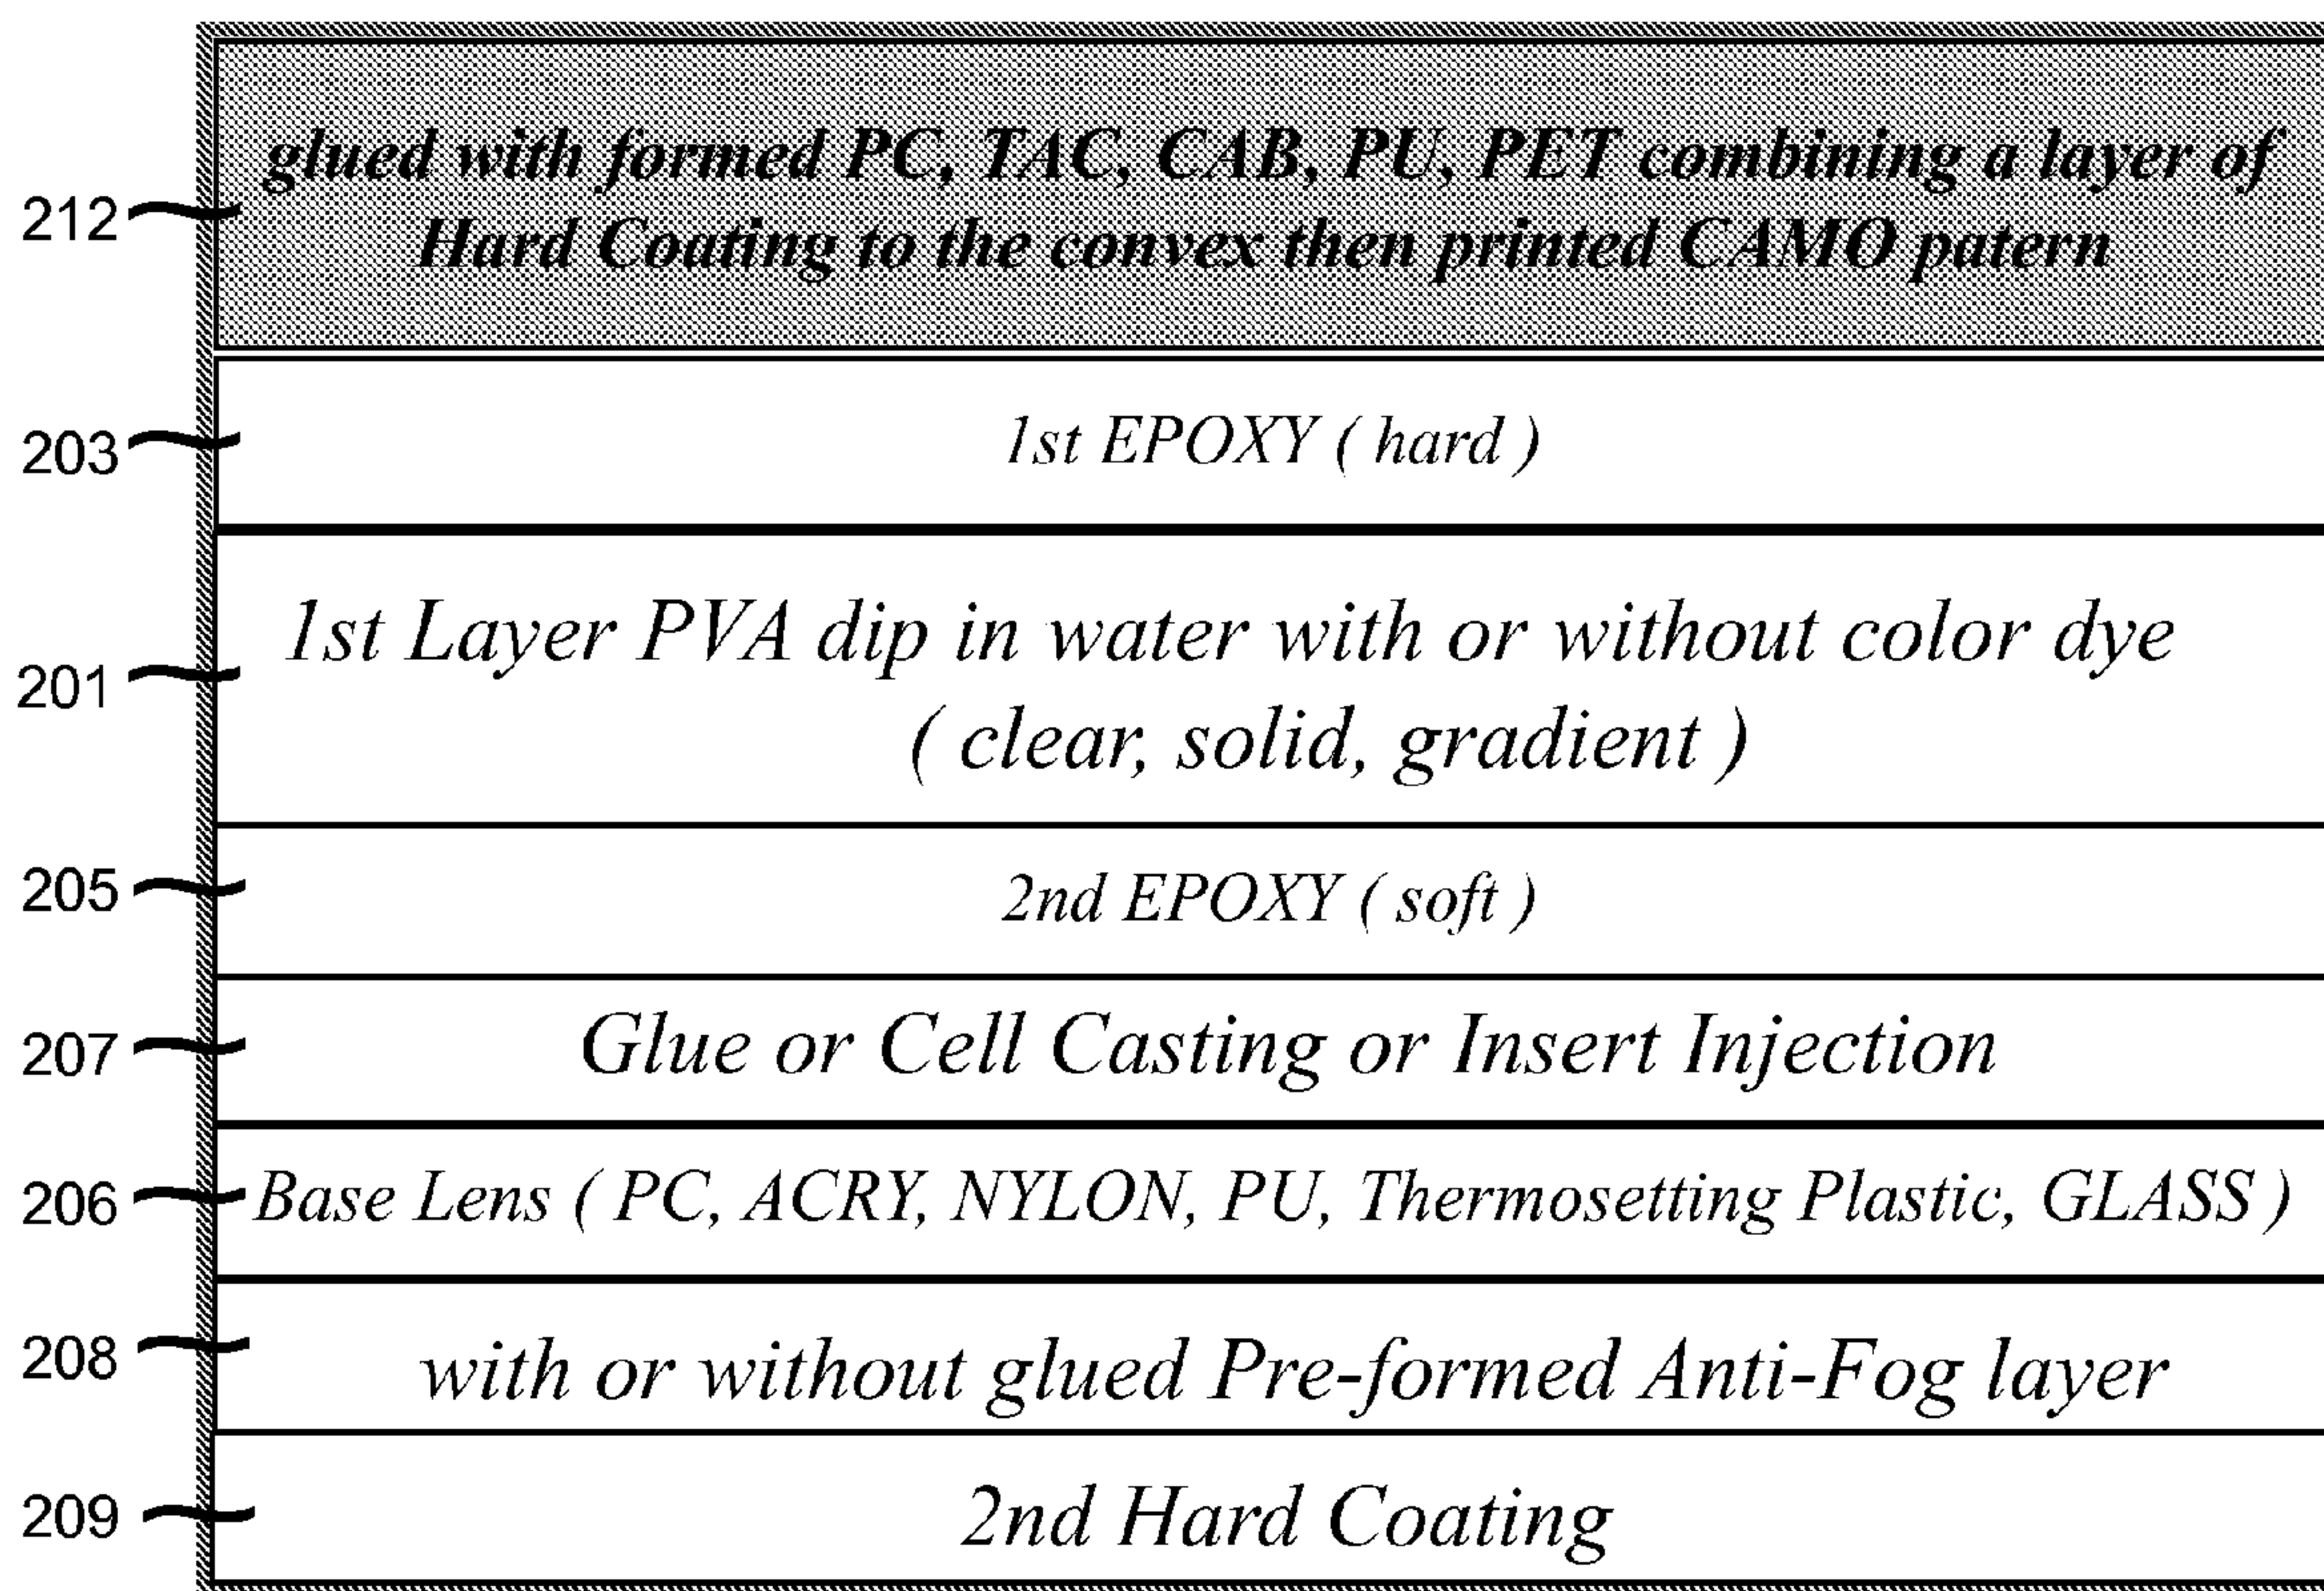 glued with formed PC, TAC, CAB, PU, PET combining a layer of
212
Hard Coating to the convex then printed CAMO patern
203
1st EPOXY ( hard )
1st Layer PVA dip in water with or without color dye
201
( clear, solid, gradient )
205
2nd EPOXY ( soft )
207
Glue or Cell Casting or Insert Injection
206
Base Lens ( PC, ACRY, NYLON, PU, Thermosetting Plastic, GLASS )
208
with or without glued Pre-formed Anti-Fog layer
209
2nd Hard Coating